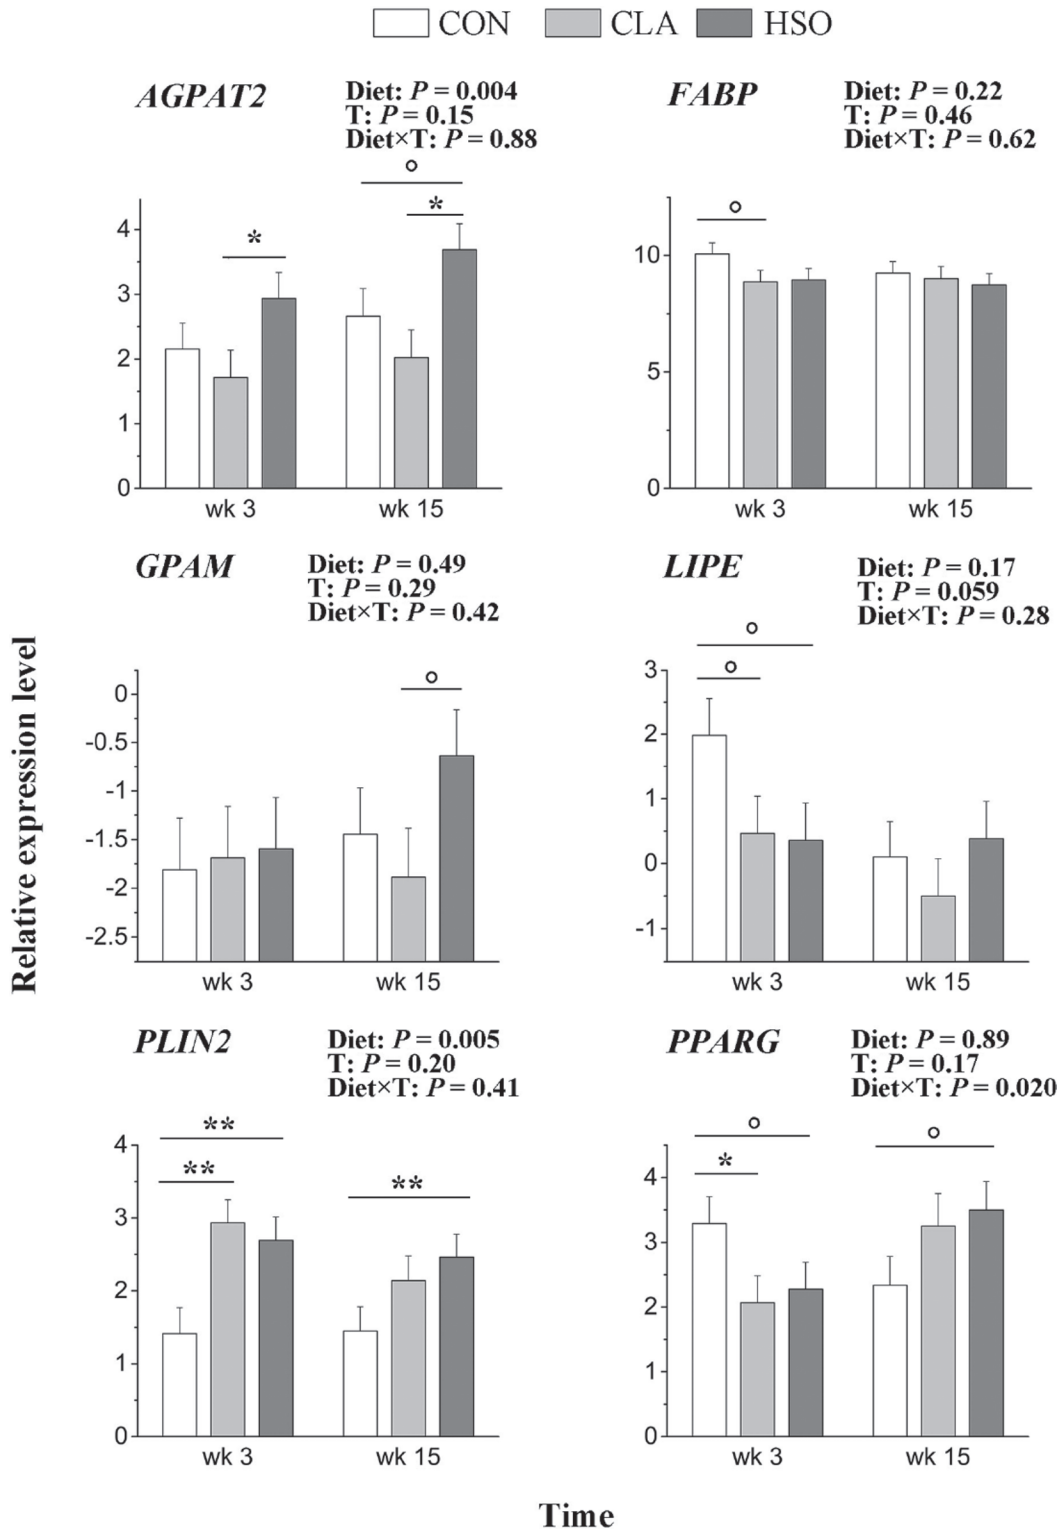 CON CLA HSO
AGPAT2
Diet: P = 0.004
T: P = 0.15
Diet×T: P = 0.88
°
*
*
4
3
2
1
0
wk 3 wk 15
FABP
Diet: P = 0.22
T: P = 0.46
Diet×T: P = 0.62
°
10
5
0
wk 3 wk 15
GPAM
Diet: P = 0.49
T: P = 0.29
Diet×T: P = 0.42
°
0
-0.5
-1
-1.5
-2
-2.5
wk 3 wk 15
LIPE
Diet: P = 0.17
T: P = 0.059
Diet×T: P = 0.28
°
°
3
2
1
0
-1
wk 3 wk 15
PLIN2
Diet: P = 0.005
T: P = 0.20
Diet×T: P = 0.41
**
**
**
4
3
2
1
0
wk 3 wk 15
PPARG
Diet: P = 0.89
T: P = 0.17
Diet×T: P = 0.020
°
*
°
4
3
2
1
0
wk 3 wk 15
Relative expression level
Time